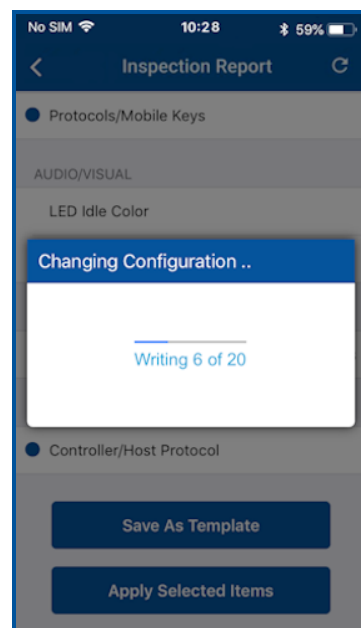 No SIM 10:28 59%
Inspection Report
Protocols/Mobile Keys
AUDIO/VISUAL
LED Idle Color
Changing Configuration ..
Writing 6 of 20
Controller/Host Protocol
Save As Template
Apply Selected Items